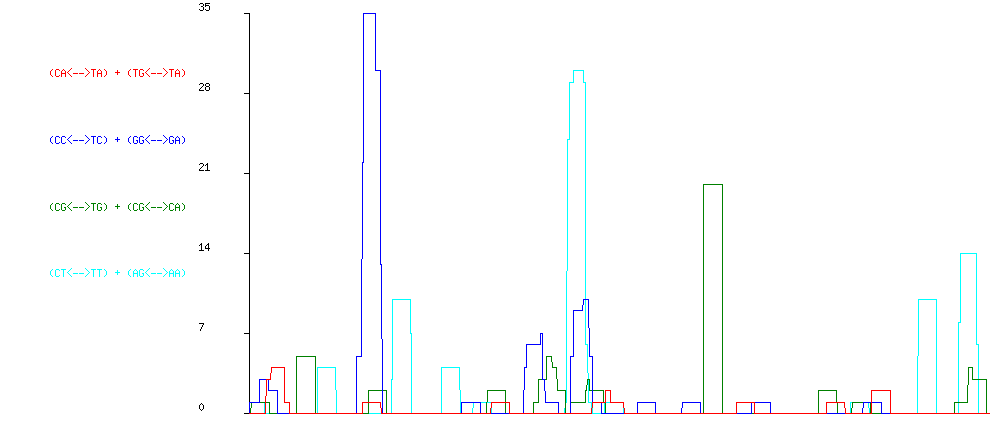 35
(CA<-->TA) + (TG<-->TA)
28
(CC<-->TC) + (GG<-->GA)
21
(CG<-->TG) + (CG<-->CA)
14
(CT<-->TT) + (AG<-->AA)
7
0